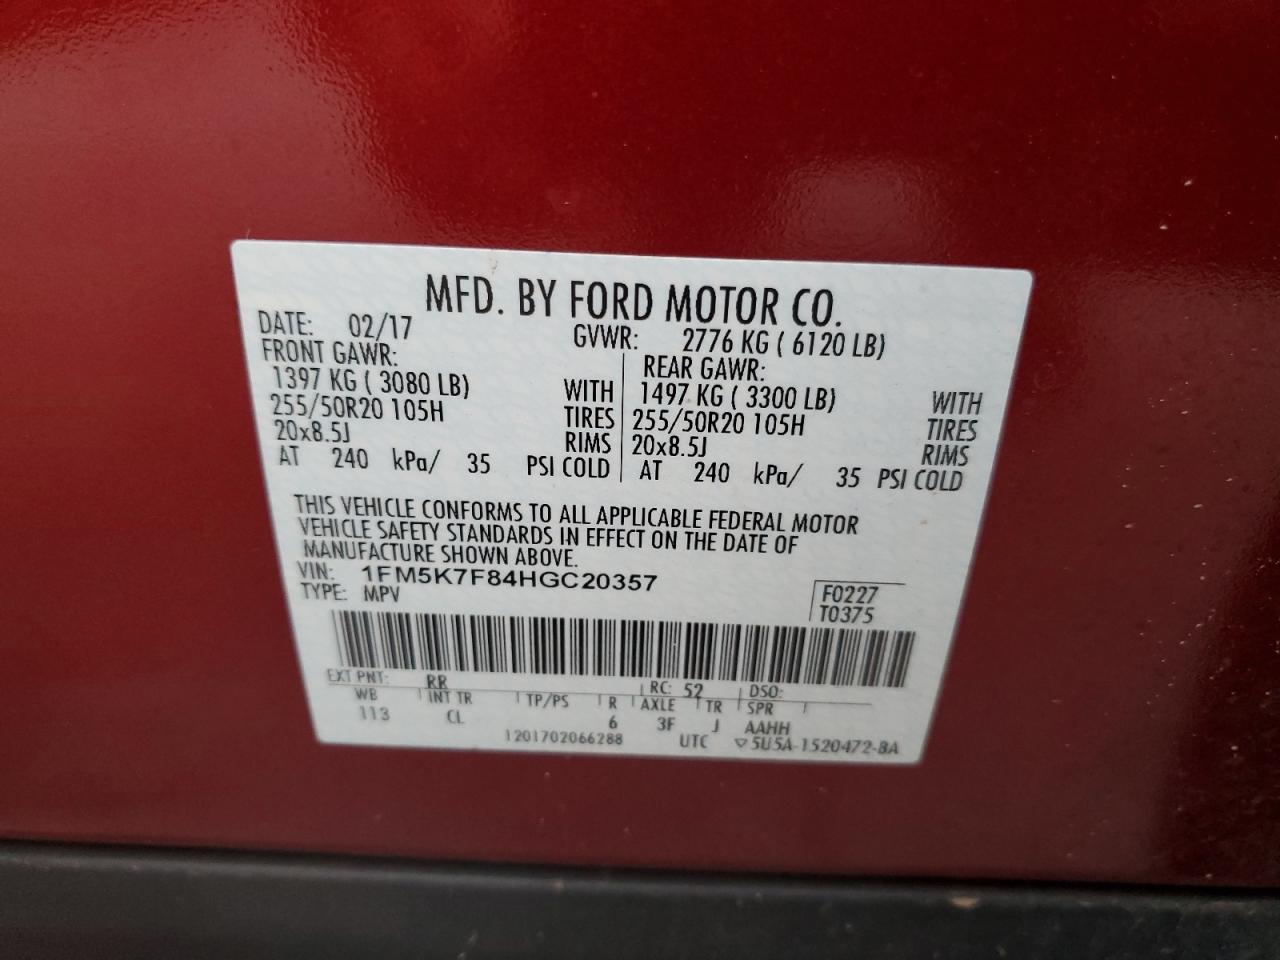 MFD. BY FORD MOTOR CO.
DATE: 02/17 GVWR: 2776 KG ( 6120 LB)
FRONT GAWR: REAR GAWR:
1397 KG ( 3080 LB) WITH 1497 KG ( 3300 LB) WITH
255/50R20 105H TIRES 255/50R20 105H TIRES
20x8.5J RIMS 20x8.5J RIMS
AT 240 kPa/ 35 PSI COLD AT 240 kPa/ 35 PSI COLD
THIS VEHICLE CONFORMS TO ALL APPLICABLE FEDERAL MOTOR
VEHICLE SAFETY STANDARDS IN EFFECT ON THE DATE OF
MANUFACTURE SHOWN ABOVE.
VIN: 1FM5K7F84HGC20357
TYPE: MPV F0227
T0375
EXT PNT: RR RC: 52 DSO:
WB INT TR TP/PS R AXLE TR SPR
113 CL 6 3F J AAHH
1201702066288 UTC ▽5U5A-1520472-BA